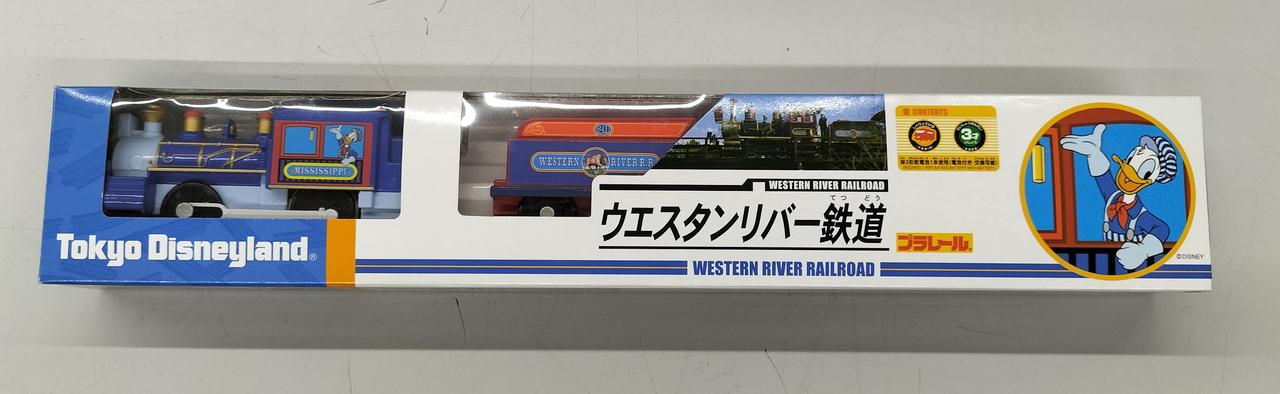 Tokyo Disneyland®
MISSISSIPPI
20
WESTERN RIVER R.R.
WESTERN RIVER RAILROAD
てつ どう
ウエスタンリバー鉄道
プラレール
WESTERN RIVER RAILROAD
CONTENTS
3才
©DISNEY